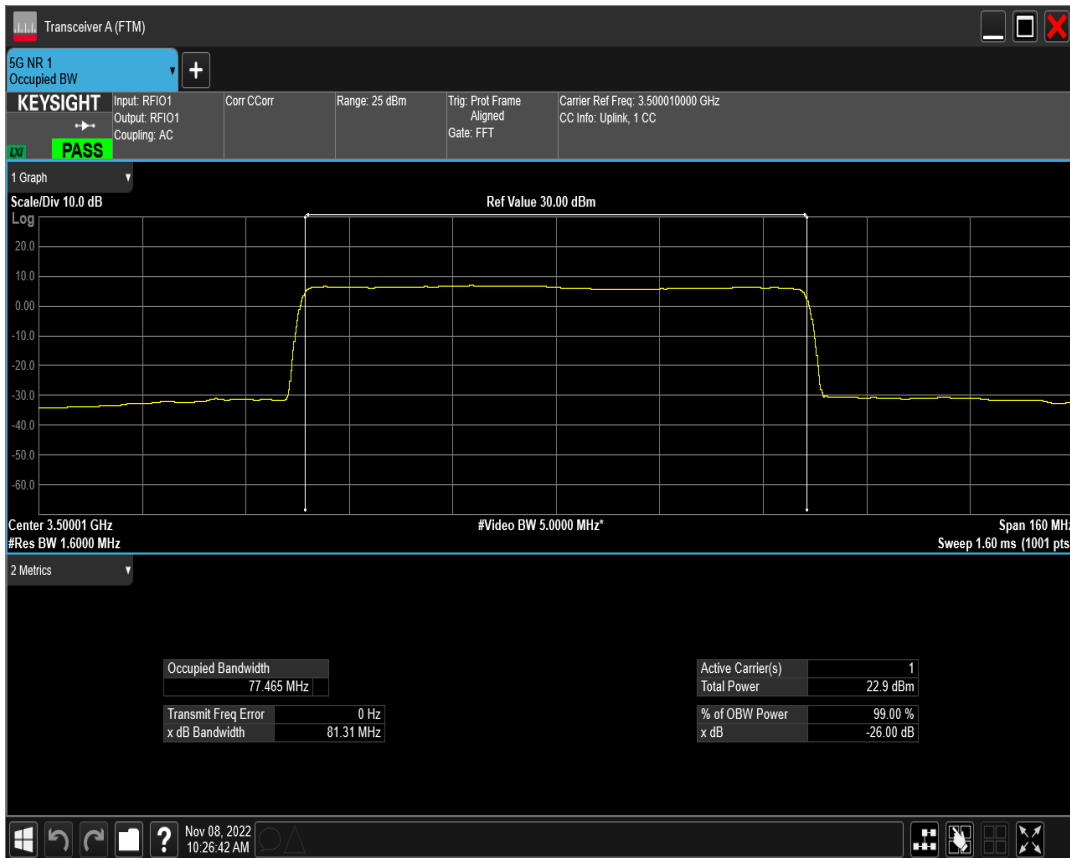 Transceiver A (FTM)
5G NR 1
Occupied BW
+
KEYSIGHT
LXI
PASS
Input: RFIO1
Output: RFIO1
Coupling: AC
Corr CCorr
Range: 25 dBm
Trig: Prot Frame
Aligned
Gate: FFT
Carrier Ref Freq: 3.500010000 GHz
CC Info: Uplink, 1 CC
1 Graph
Scale/Div 10.0 dB
Ref Value 30.00 dBm
Log
20.0
10.0
0.00
-10.0
-20.0
-30.0
-40.0
-50.0
-60.0
Center 3.50001 GHz
#Video BW 5.0000 MHz*
Span 160 MHz
#Res BW 1.6000 MHz
Sweep 1.60 ms (1001 pts
2 Metrics
Occupied Bandwidth
77.465 MHz
Transmit Freq Error 0 Hz
x dB Bandwidth 81.31 MHz
Active Carrier(s) 1
Total Power 22.9 dBm
% of OBW Power 99.00 %
x dB -26.00 dB
?
Nov 08, 2022
10:26:42 AM